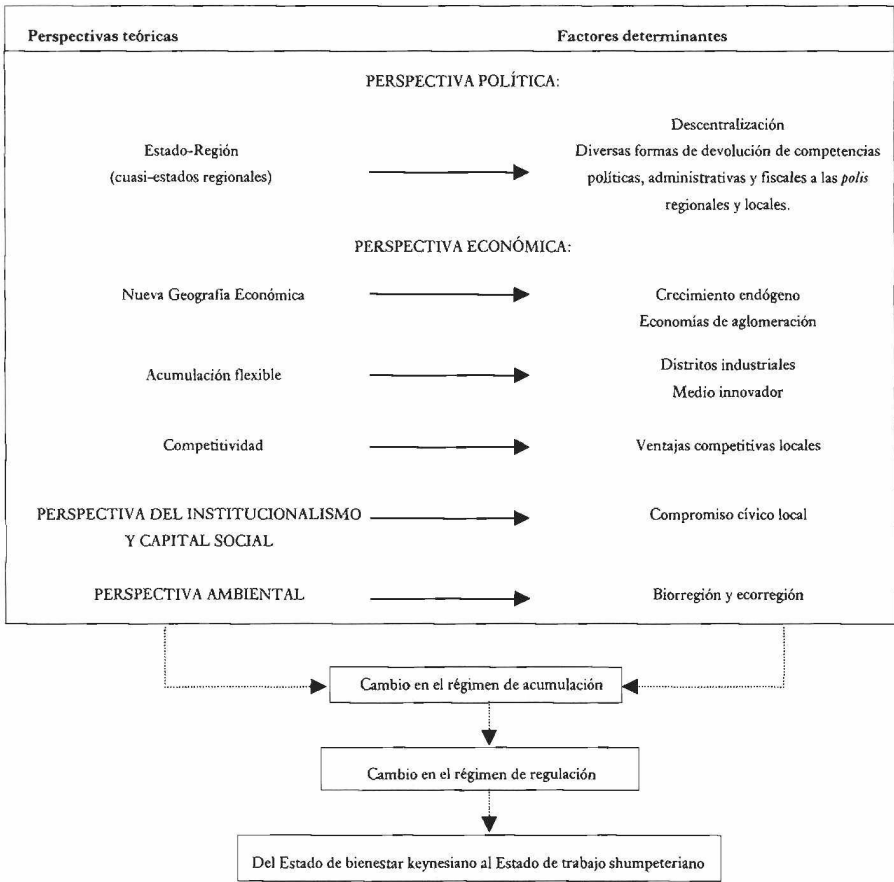 Perspectivas teóricas Factores determinantes
PERSPECTIVA POLÍTICA:
Estado-Región
(cuasi-estados regionales)
Descentralización
Diversas formas de devolución de competencias
políticas, administrativas y fiscales a las polis
regionales y locales.
PERSPECTIVA ECONÓMICA:
Nueva Geografía Económica
Crecimiento endógeno
Economías de aglomeración
Acumulación flexible
Distritos industriales
Medio innovador
Competitividad
Ventajas competitivas locales
PERSPECTIVA DEL INSTITUCIONALISMO
Y CAPITAL SOCIAL
Compromiso cívico local
PERSPECTIVA AMBIENTAL
Biorregión y ecorregión
Cambio en el régimen de acumulación
Cambio en el régimen de regulación
Del Estado de bienestar keynesiano al Estado de trabajo shumpeteriano